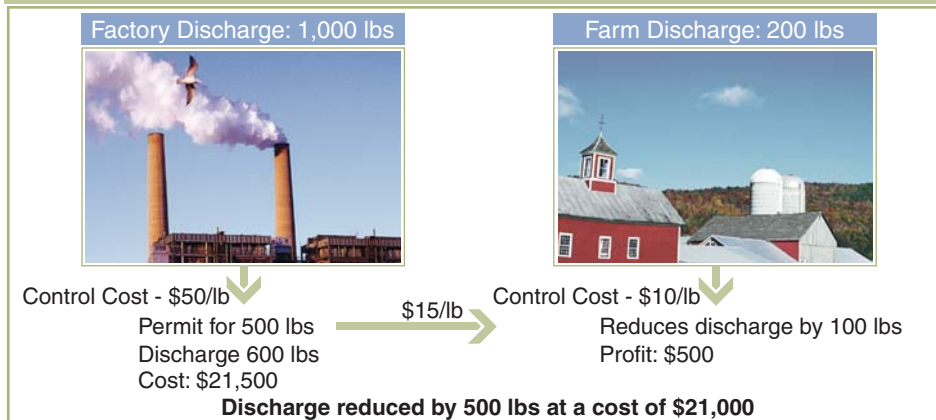 Factory Discharge: 1,000 lbs
Farm Discharge: 200 lbs
Control Cost - $50/lb
Permit for 500 lbs
Discharge 600 lbs
Cost: $21,500
$15/lb
Control Cost - $10/lb
Reduces discharge by 100 lbs
Profit: $500
Discharge reduced by 500 lbs at a cost of $21,000